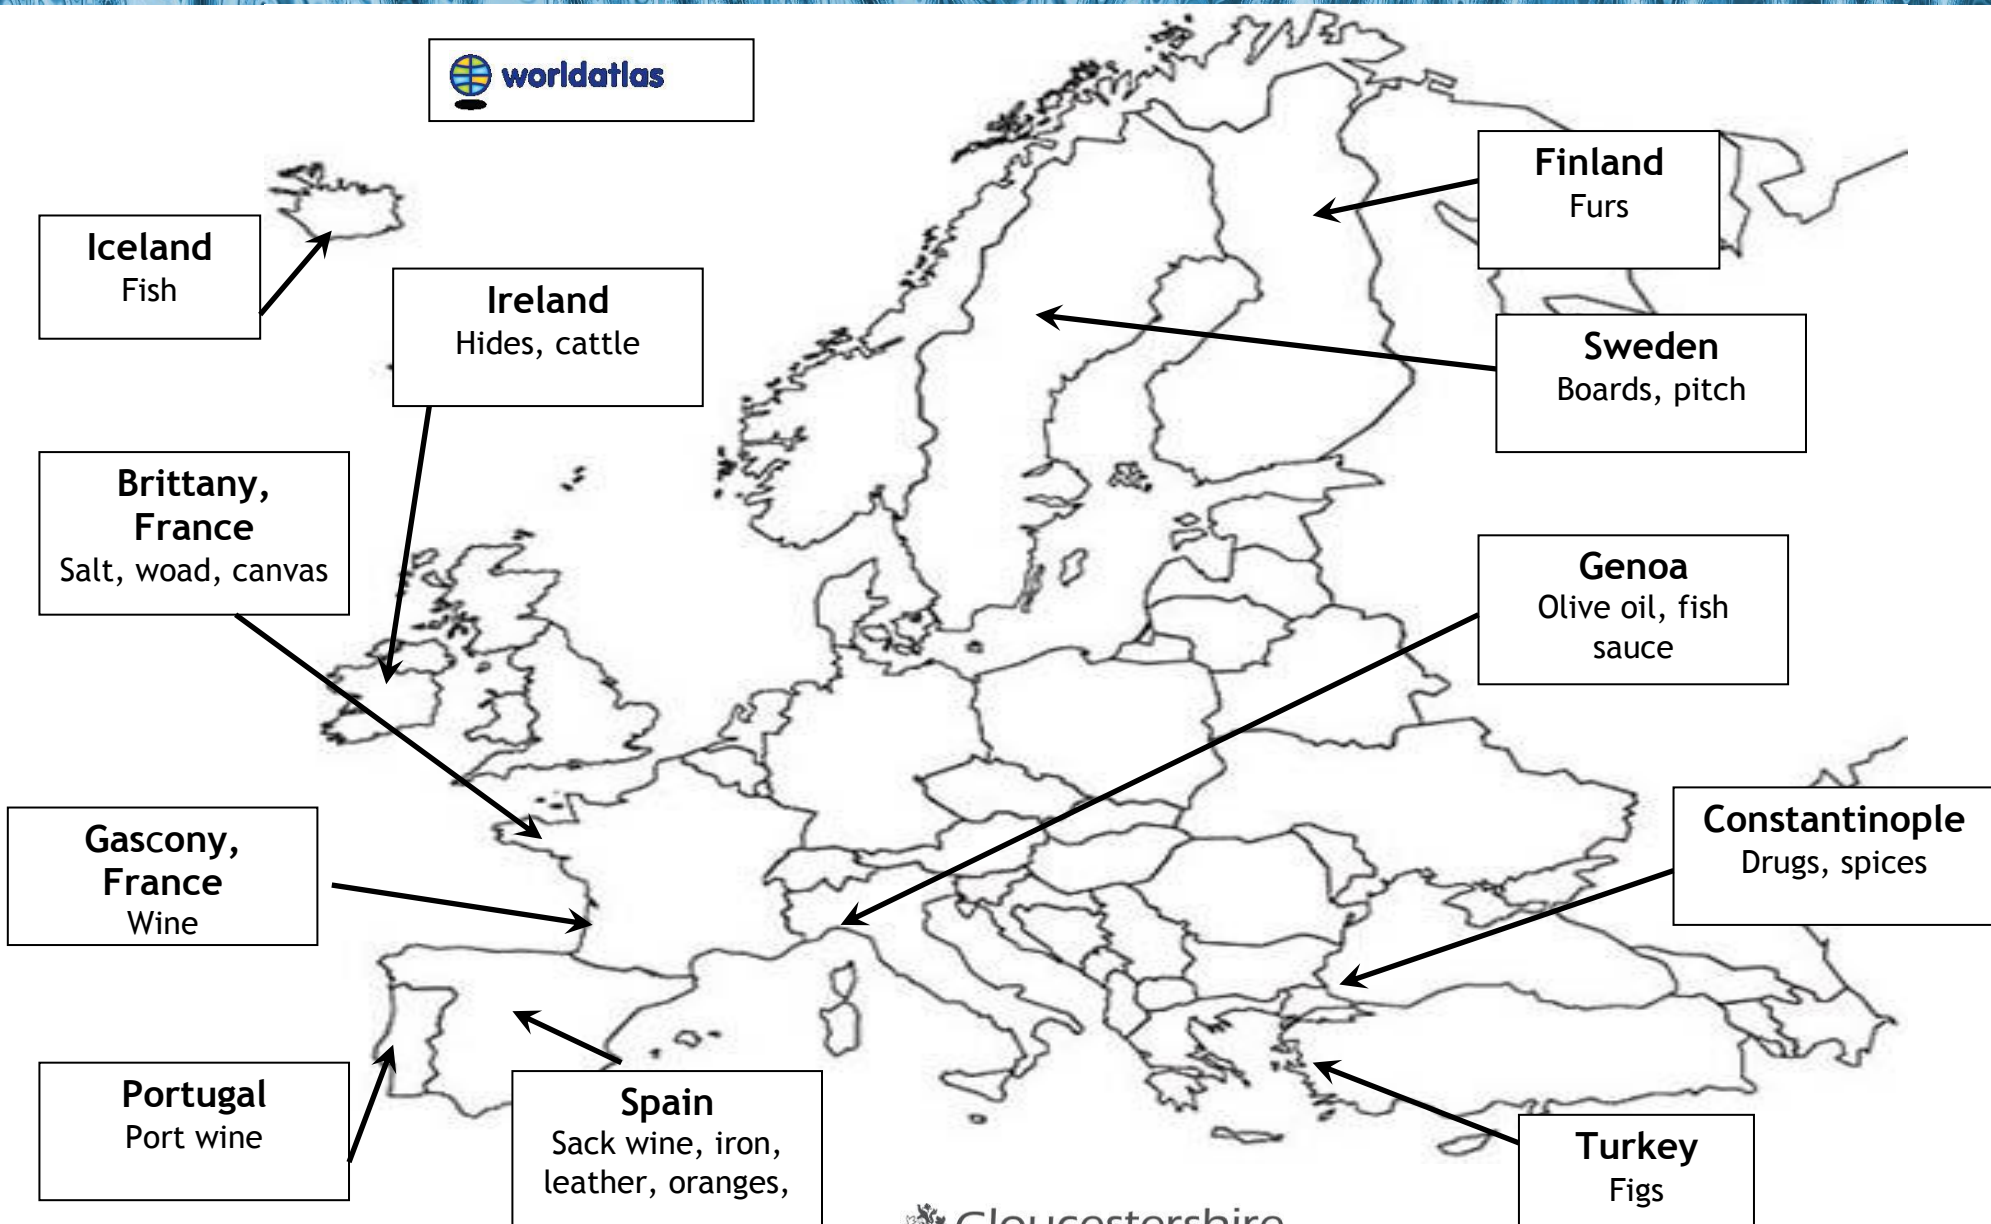 worldatlas
Finland
Furs
Iceland
Fish
Ireland
Hides, cattle
Sweden
Boards, pitch
Brittany,
France
Salt, woad, canvas
Genoa
Olive oil, fish
sauce
Gascony,
France
Wine
Constantinople
Drugs, spices
Portugal
Port wine
Spain
Sack wine, iron,
leather, oranges,
Turkey
Figs
Gloucestershire